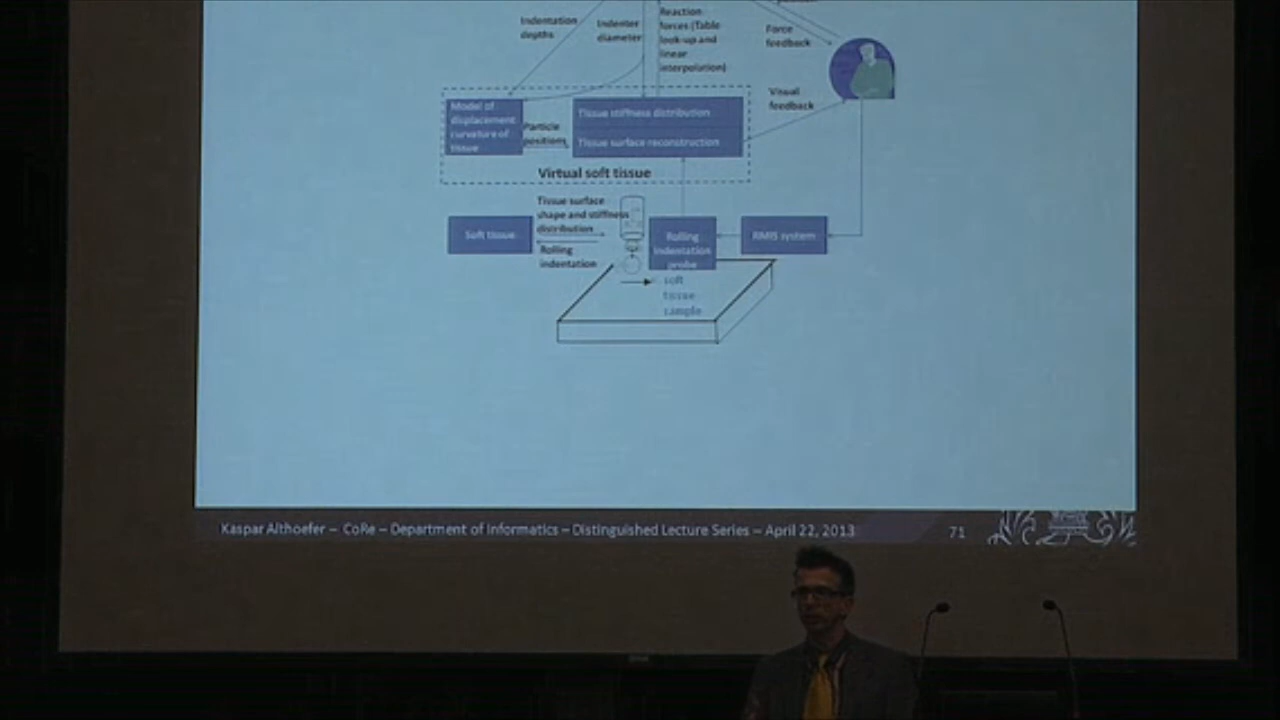 Indentation
depths
Indenter
diameter
Reaction
forces (Table
look-up and
linear
interpolation)
Force
feedback
Visual
feedback
Model of
displacement
curvature of
tissue
Particle
positions
Tissue stiffness distribution
Tissue surface reconstruction
Virtual soft tissue
Tissue surface
shape and stiffness
distribution
Soft tissue
Rolling
indentation
Rolling
indentation
probe
RMIS system
soft
tissue
sample
Kaspar Althoefer – CoRe – Department of Informatics – Distinguished Lecture Series – April 22, 2013
71